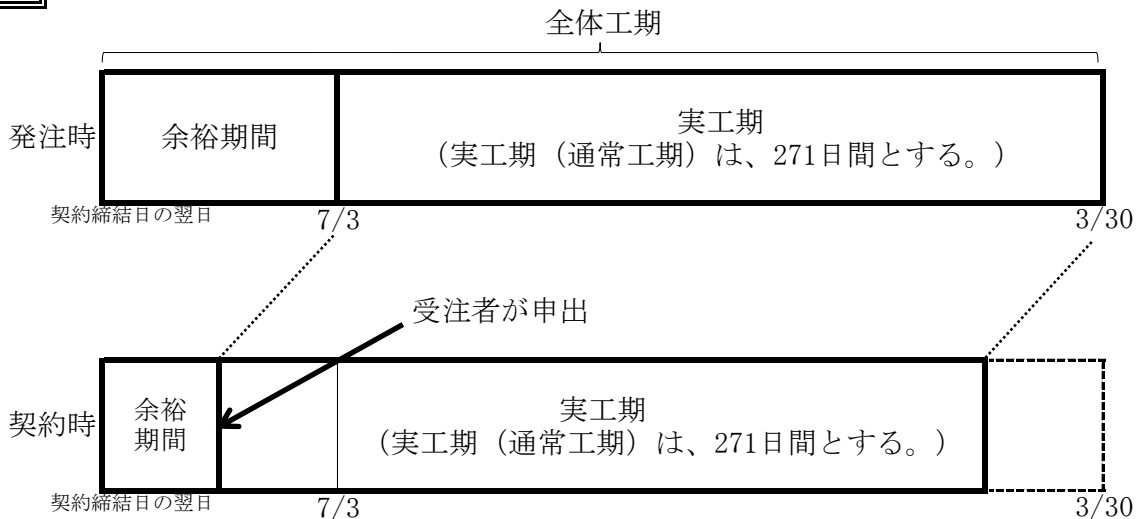 全体工期
発注時
余裕期間
実工期
(実工期（通常工期）は、271日間とする。)
契約締結日の翌日
7/3
3/30
受注者が申出
契約時
余裕
期間
実工期
(実工期（通常工期）は、271日間とする。)
契約締結日の翌日
7/3
3/30